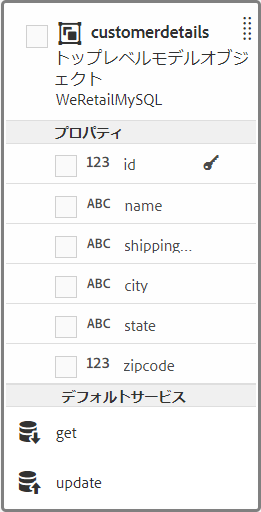 customerdetails
トップレベルモデルオブジ
ェクト
WeRetailMySQL
プロパティ
123 id
ABC name
ABC shipping...
ABC city
ABC state
123 zipcode
デフォルトサービス
get
update